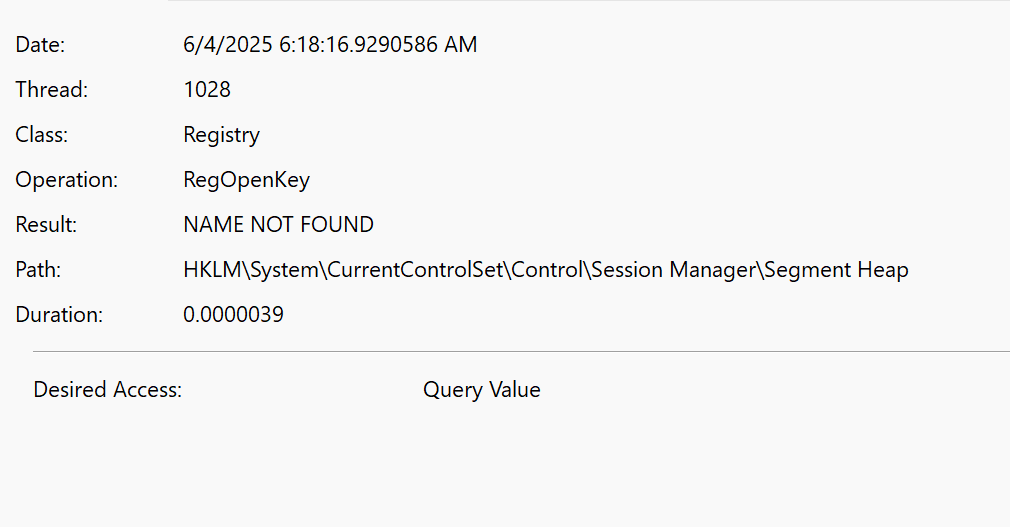 Date: 6/4/2025 6:18:16.9290586 AM
Thread: 1028
Class: Registry
Operation: RegOpenKey
Result: NAME NOT FOUND
Path: HKLM\System\CurrentControlSet\Control\Session Manager\Segment Heap
Duration: 0.0000039
Desired Access: Query Value